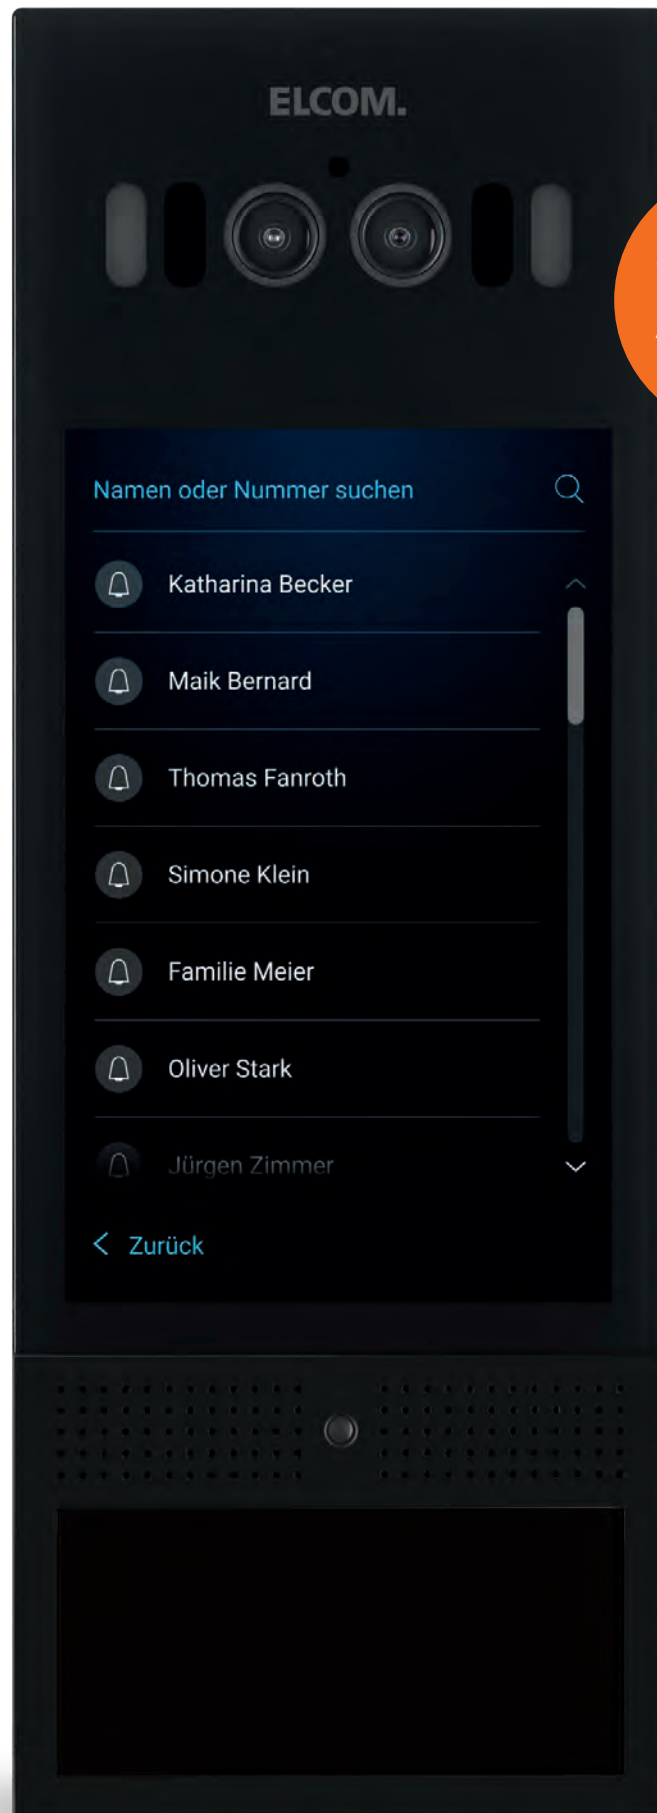 ELCOM.
Namen oder Nummer suchen
Katharina Becker
Maik Bernard
Thomas Fanroth
Simone Klein
Familie Meier
Oliver Stark
Jürgen Zimmer
Zurück